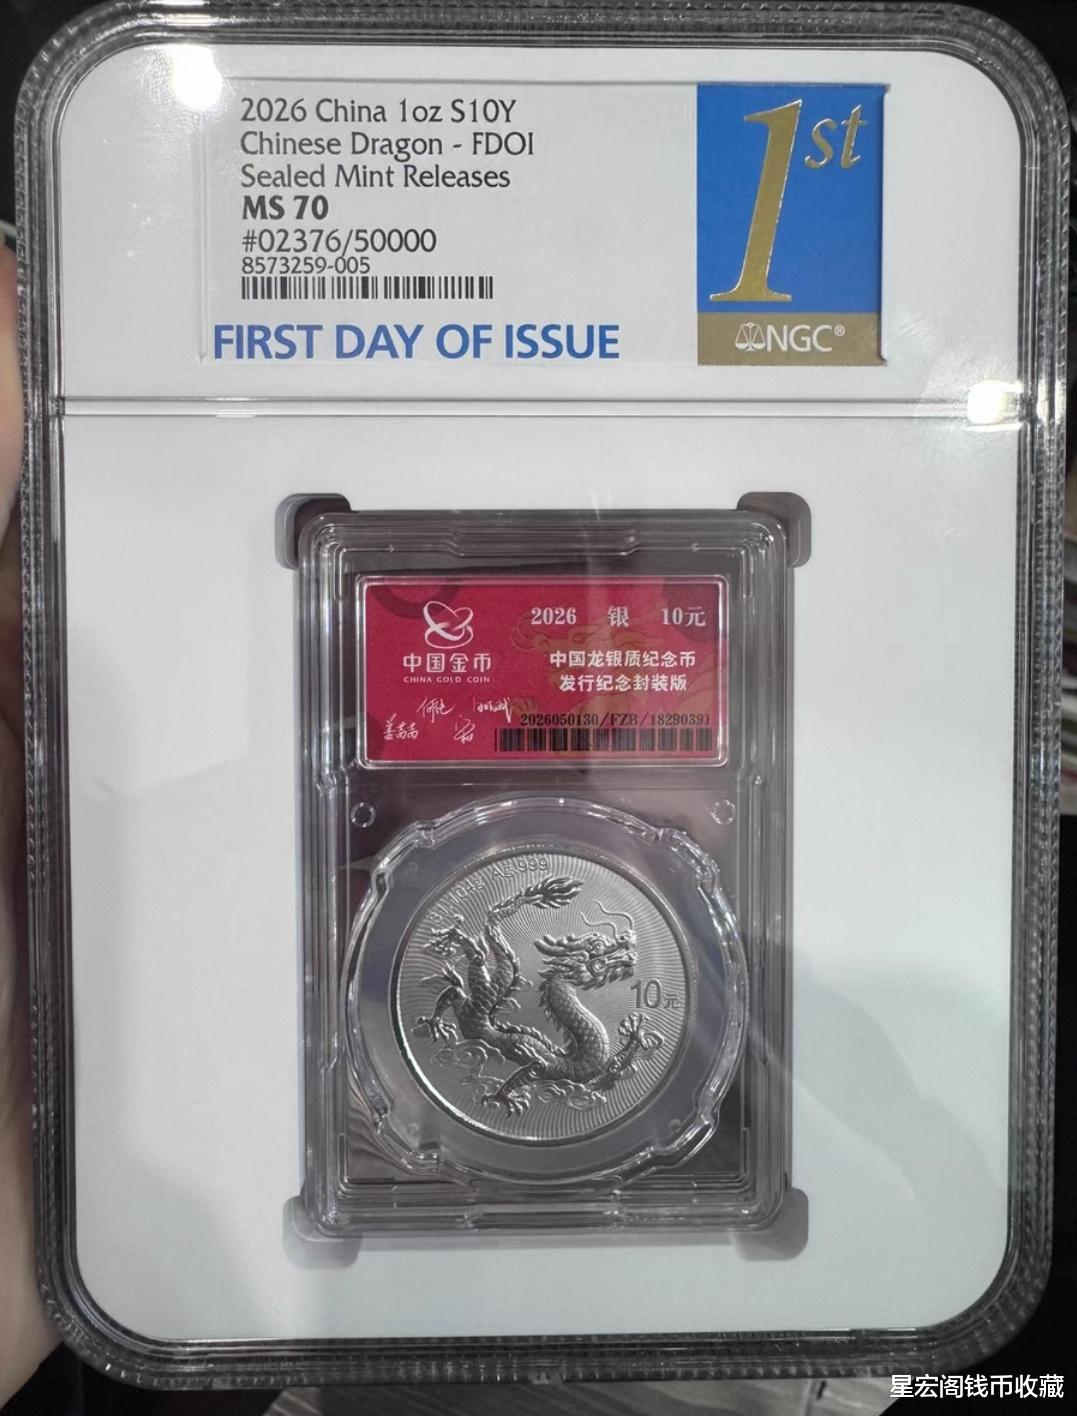 2026 China 1oz S10Y
Chinese Dragon - FDOI
Sealed Mint Releases
MS 70
#02376/50000
8573259-005
FIRST DAY OF ISSUE
1st
NGC®
中国金币
CHINA GOLD COIN
2026 银 10元
中国龙银质纪念币
发行纪念封装版
2026050130/FZB/18290391
Ag 999
10元
星宏阁钱币收藏